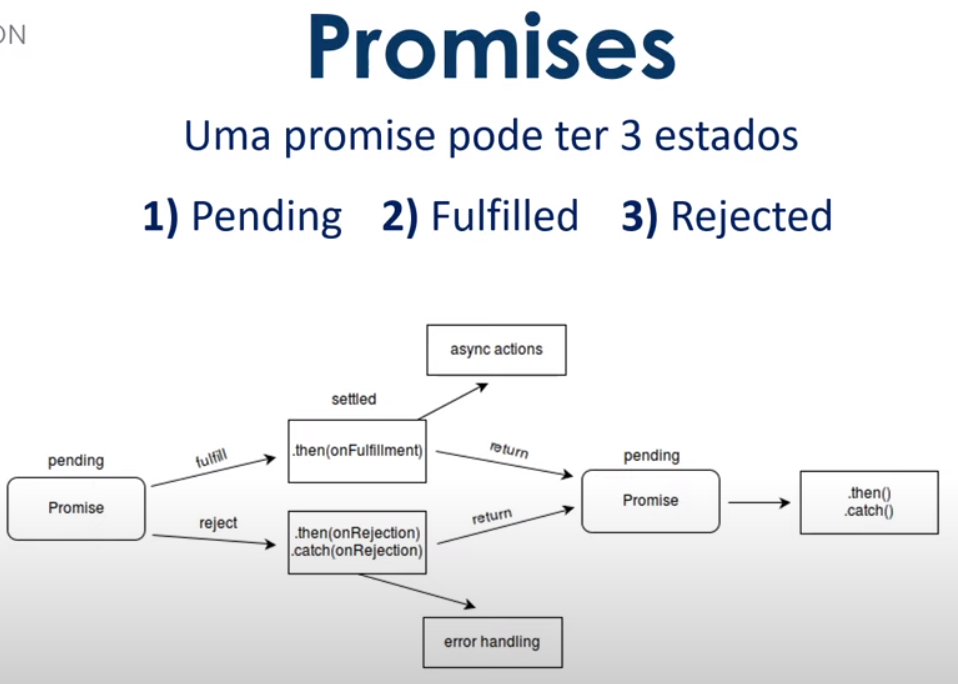 ON
Promises
Uma promise pode ter 3 estados
1) Pending 2) Fulfilled 3) Rejected
async actions
settled
.then(onFulfillment)
fulfill
return
pending
Promise
pending
Promise
.then()
.catch()
reject
.then(onRejection)
.catch(onRejection)
return
error handling